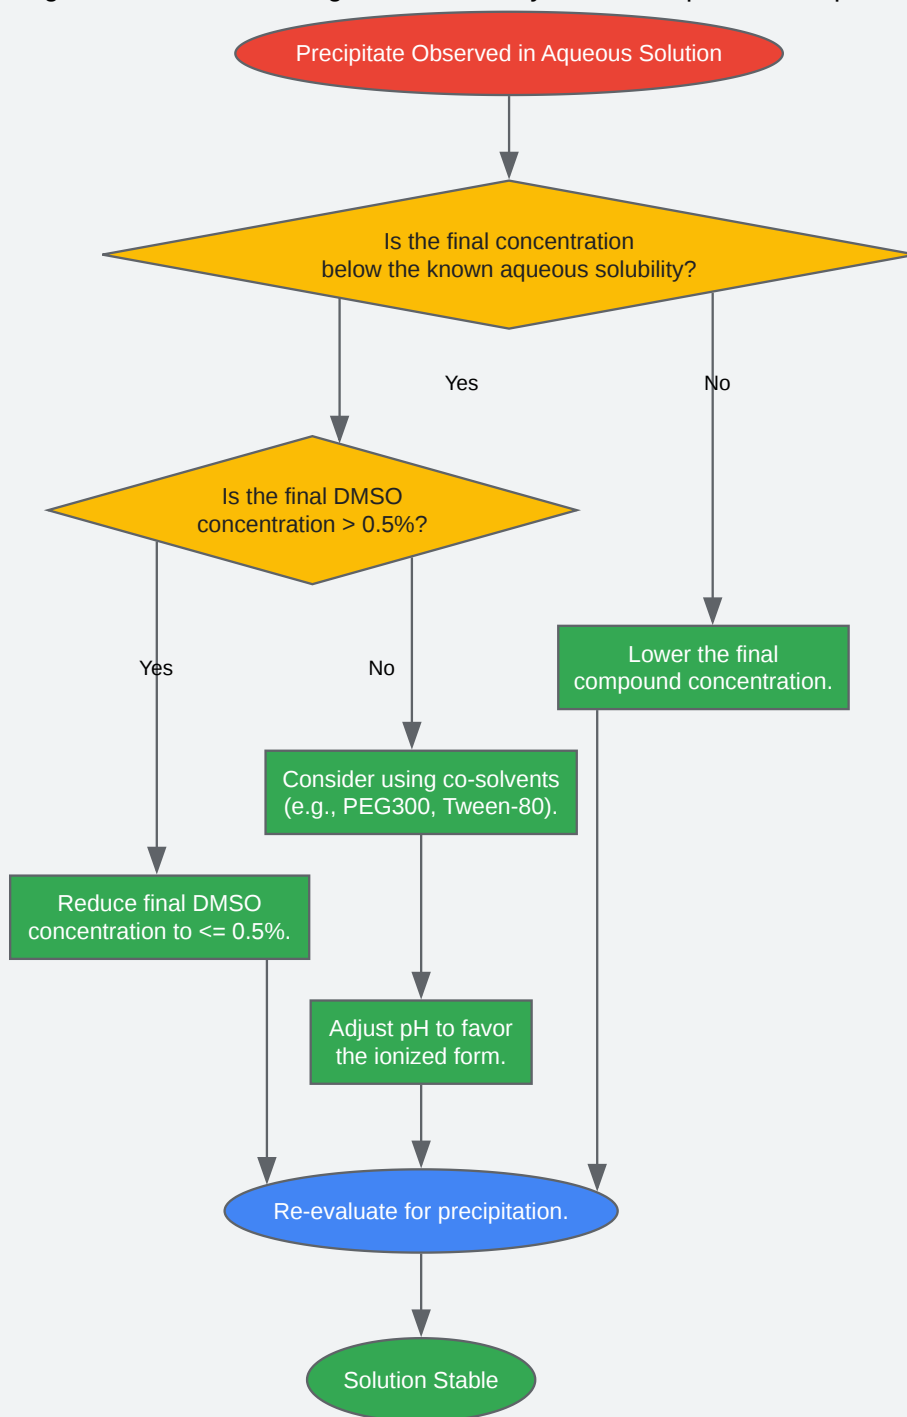 Precipitate Observed in Aqueous Solution
Is the final concentration
below the known aqueous solubility?
Yes
No
Is the final DMSO
concentration > 0.5%?
Yes
No
Lower the final
compound concentration.
Consider using co-solvents
(e.g., PEG300, Tween-80).
Reduce final DMSO
concentration to <= 0.5%.
Adjust pH to favor
the ionized form.
Re-evaluate for precipitation.
Solution Stable